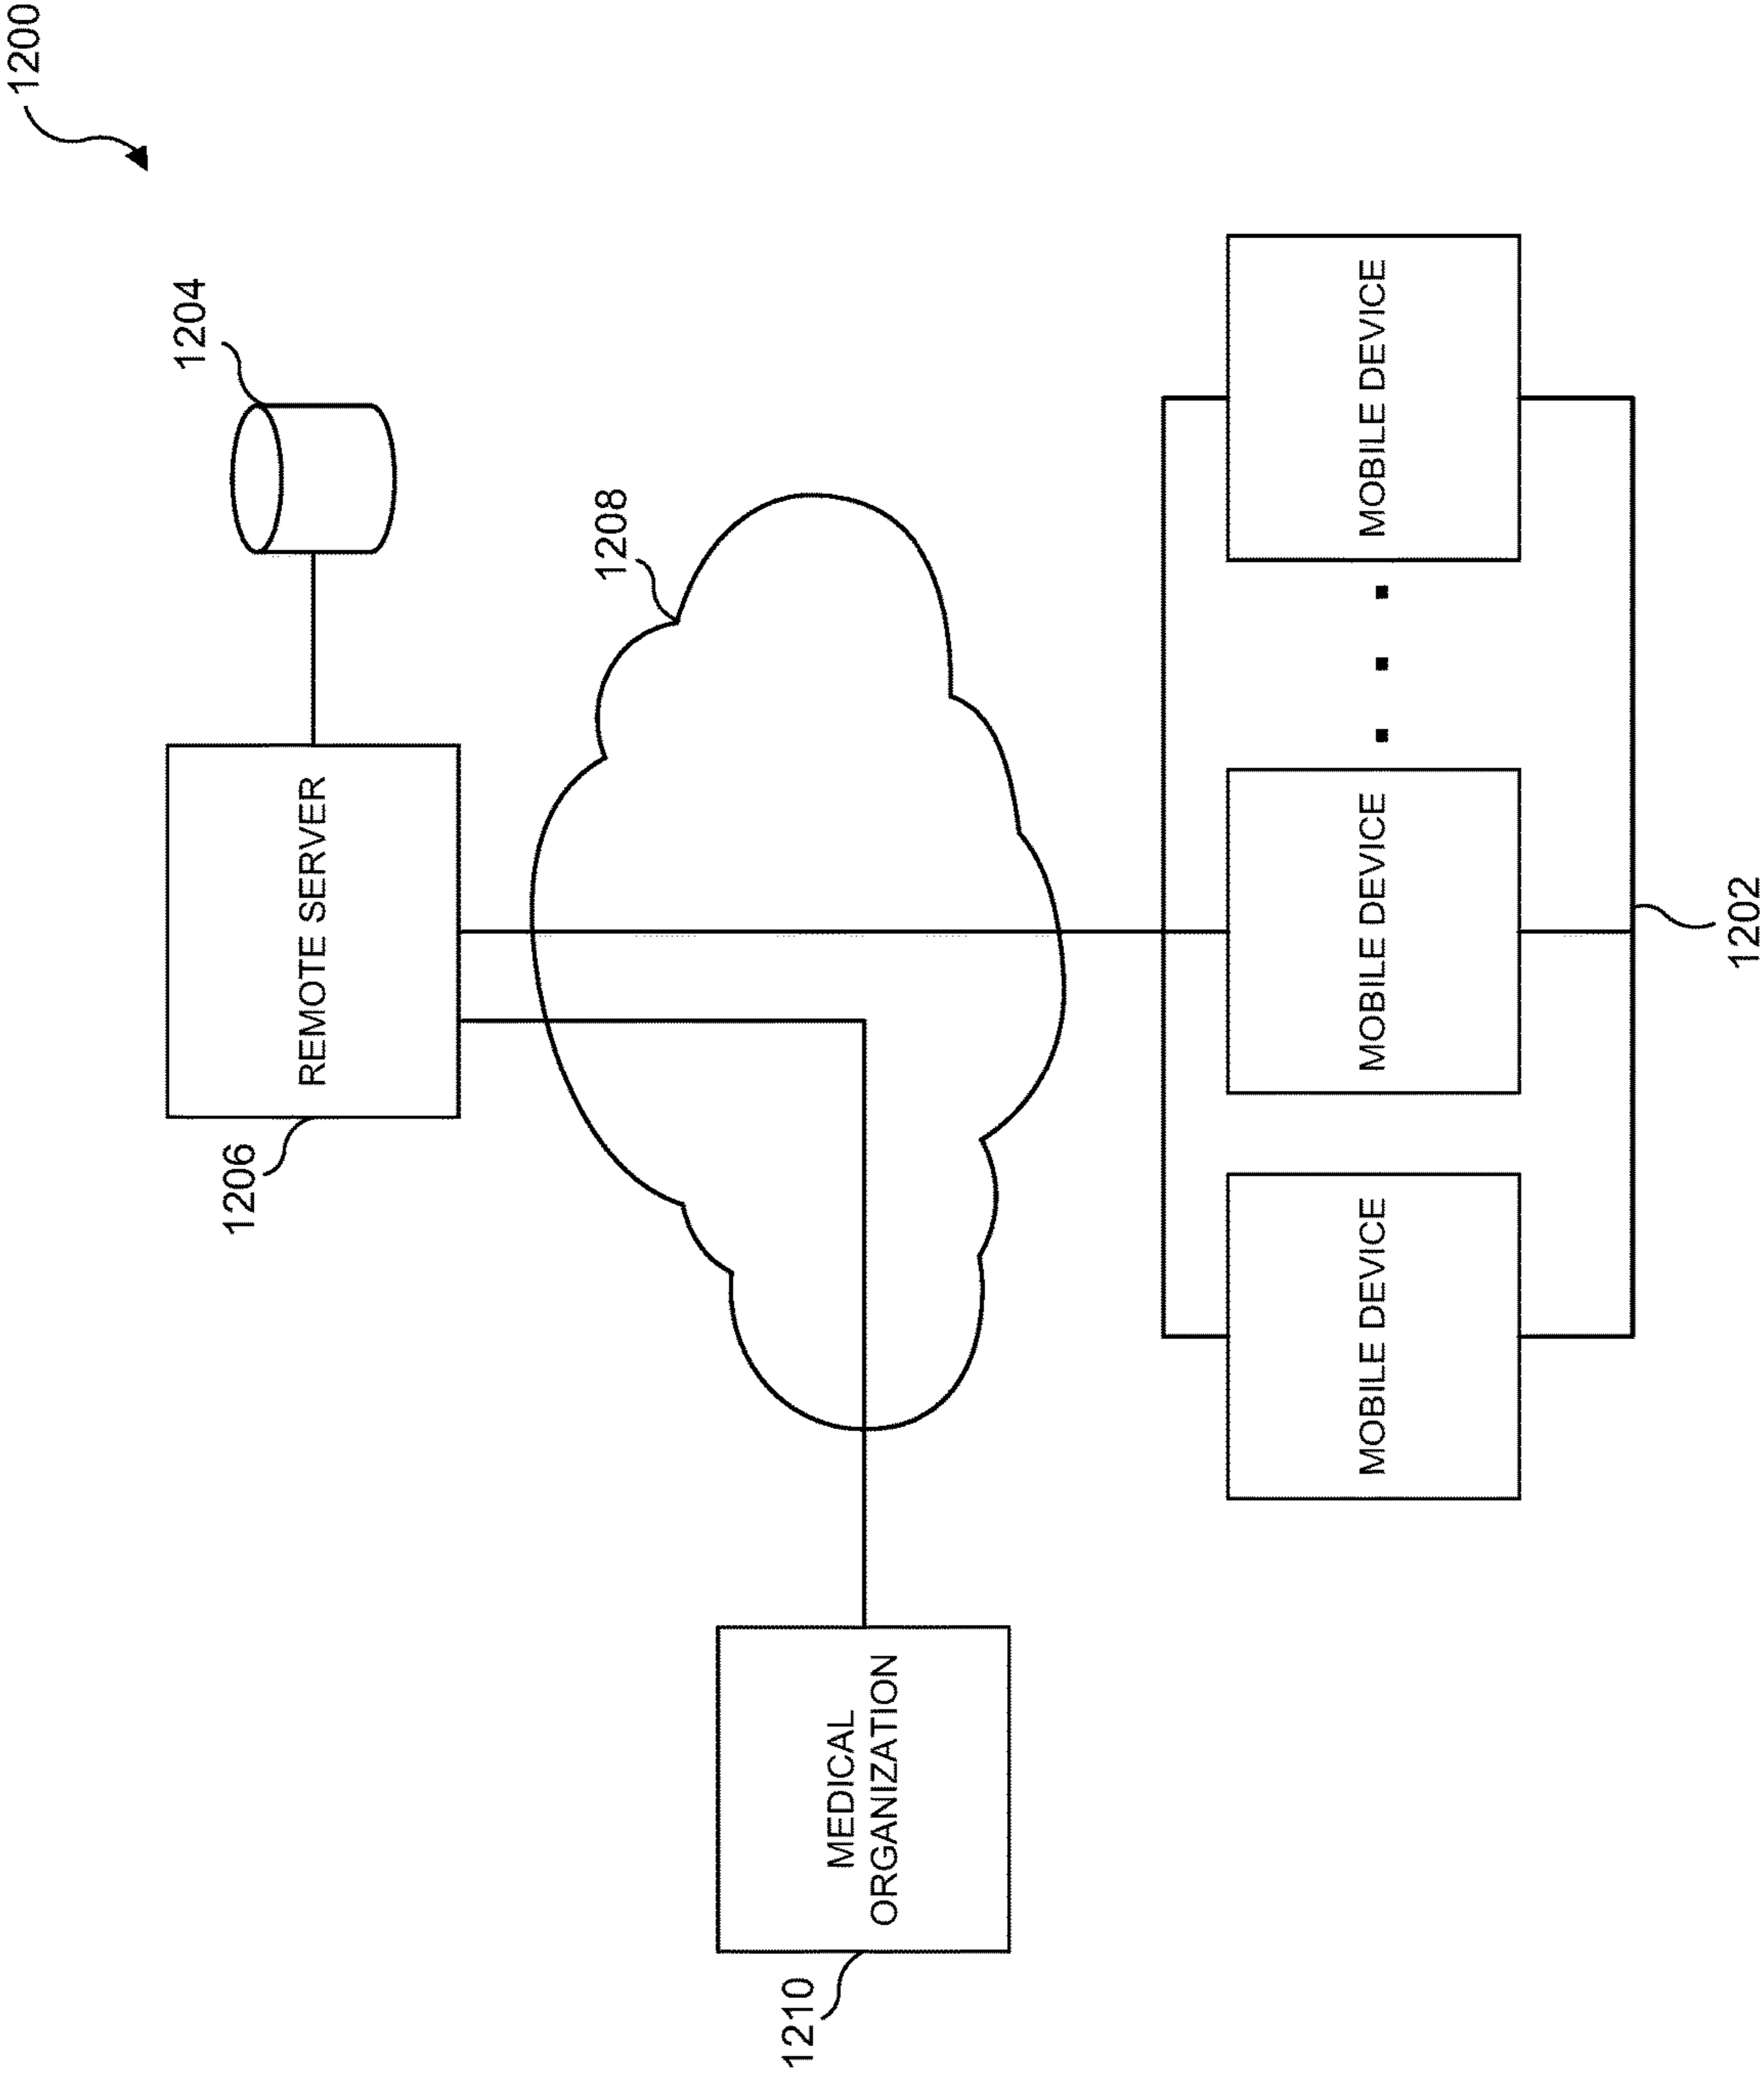 1200
1204
1206
REMOTE SERVER
1208
1210
MEDICAL
ORGANIZATION
MOBILE DEVICE
MOBILE DEVICE
MOBILE DEVICE
1202